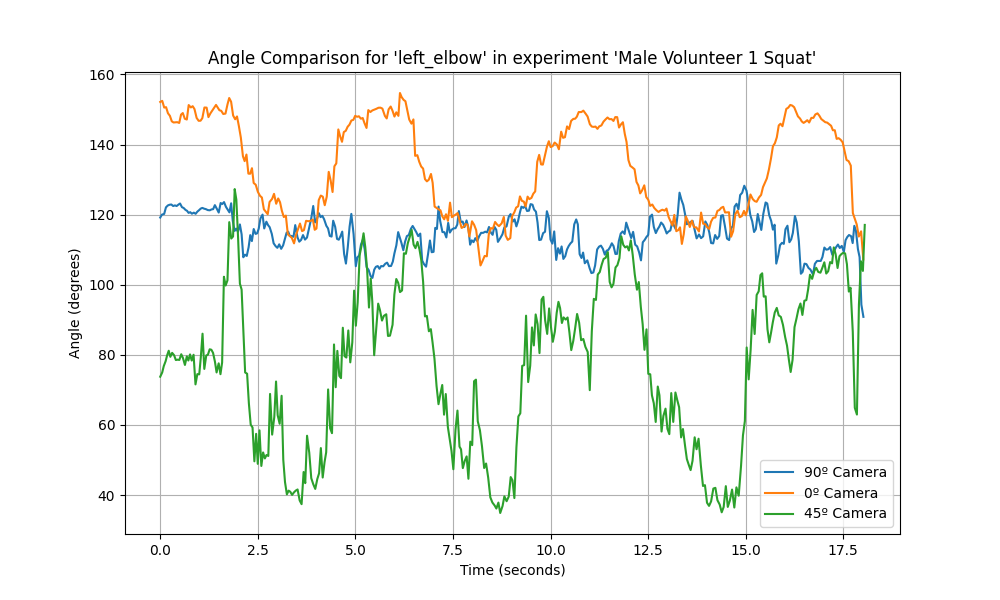 Angle Comparison for 'left_elbow' in experiment 'Male Volunteer 1 Squat'
160
140
120
100
80
60
40
Angle (degrees)
0.0 2.5 5.0 7.5 10.0 12.5 15.0 17.5
Time (seconds)
90º Camera
0º Camera
45º Camera